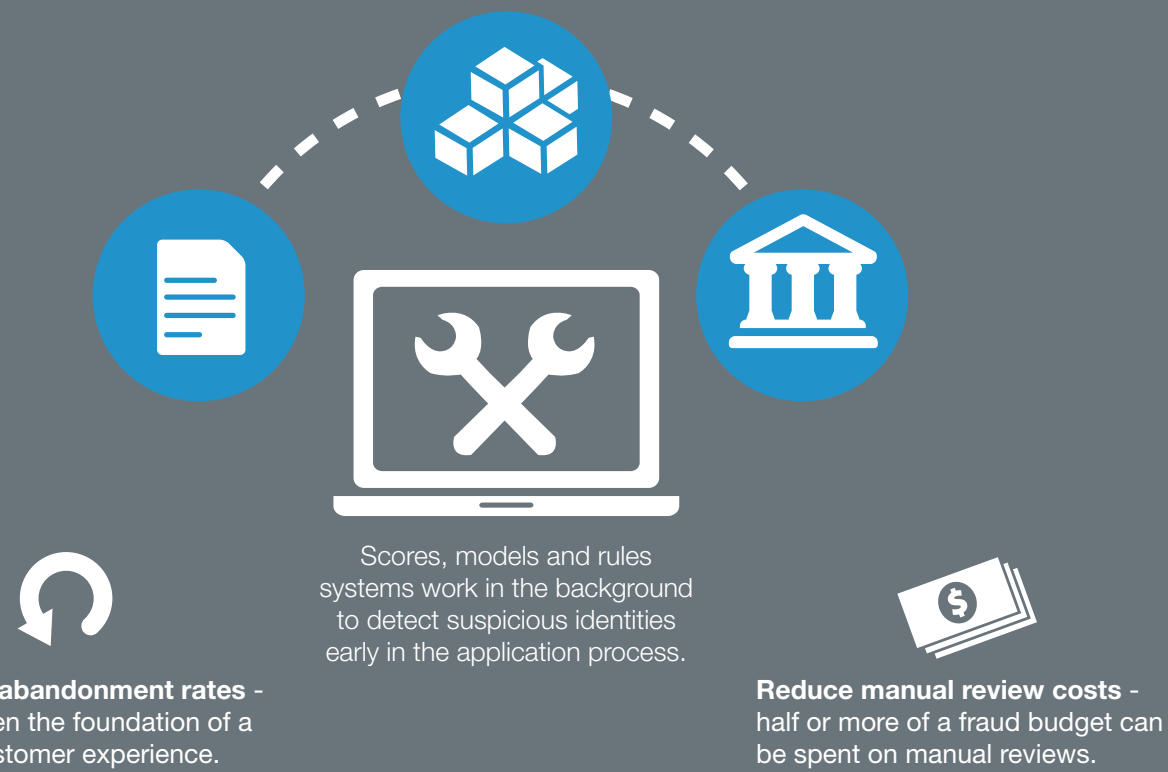 Scores, models and rules
systems work in the background
to detect suspicious identities
early in the application process.
abandonment rates -
en the foundation of a
stomer experience.
Reduce manual review costs -
half or more of a fraud budget can
be spent on manual reviews.